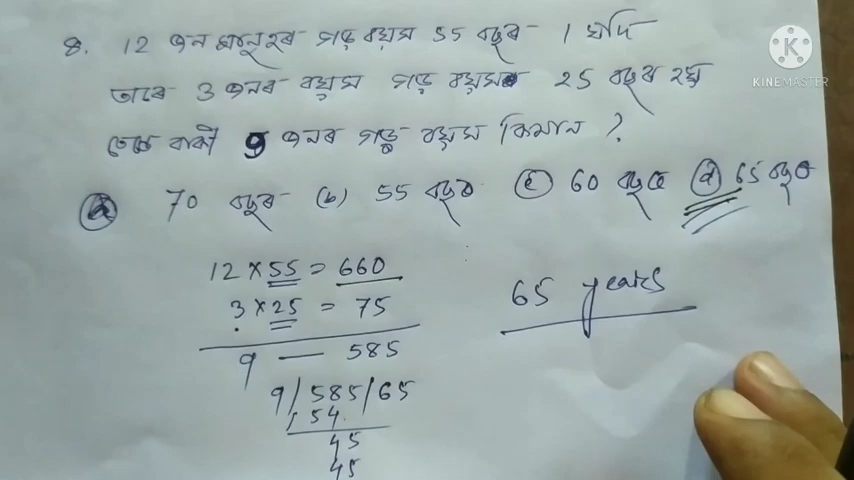 ৪. 12 জন মানুহৰ গড় বয়স 55 বছৰ । যদি
K
KINEMASTER
তাৰে 3 জনৰ বয়স গড় বয়স 25 বছৰ হয়
তেন্তে বাকী 9 জনৰ গড় বয়স কিমান ?
(a) 70 বছৰ (b) 55 বছৰ (c) 60 বছৰ (d) 65 বছৰ
12 × 55 = 660
3 × 25 = 75
65 years
9 — 585
9/585/65
54
45
45